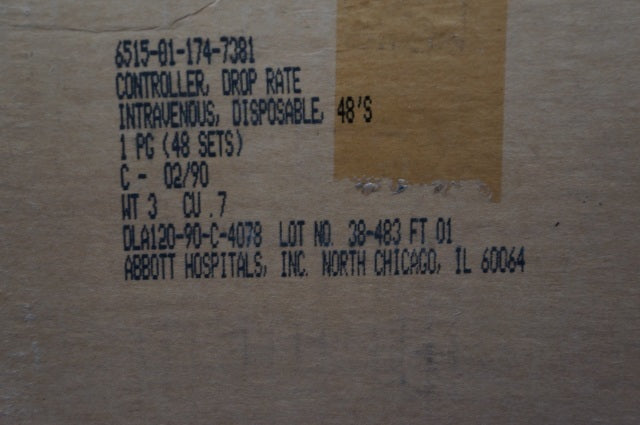 6515-01-174-7381
CONTROLLER, DROP RATE
INTRAVENOUS, DISPOSABLE, 48'S
1 PG (48 SETS)
C - 02/90
WT 3 CU .7
DLA120-90-C-4078 LOT NO. 38-483 FT 01
ABBOTT HOSPITALS, INC. NORTH CHICAGO, IL 60064